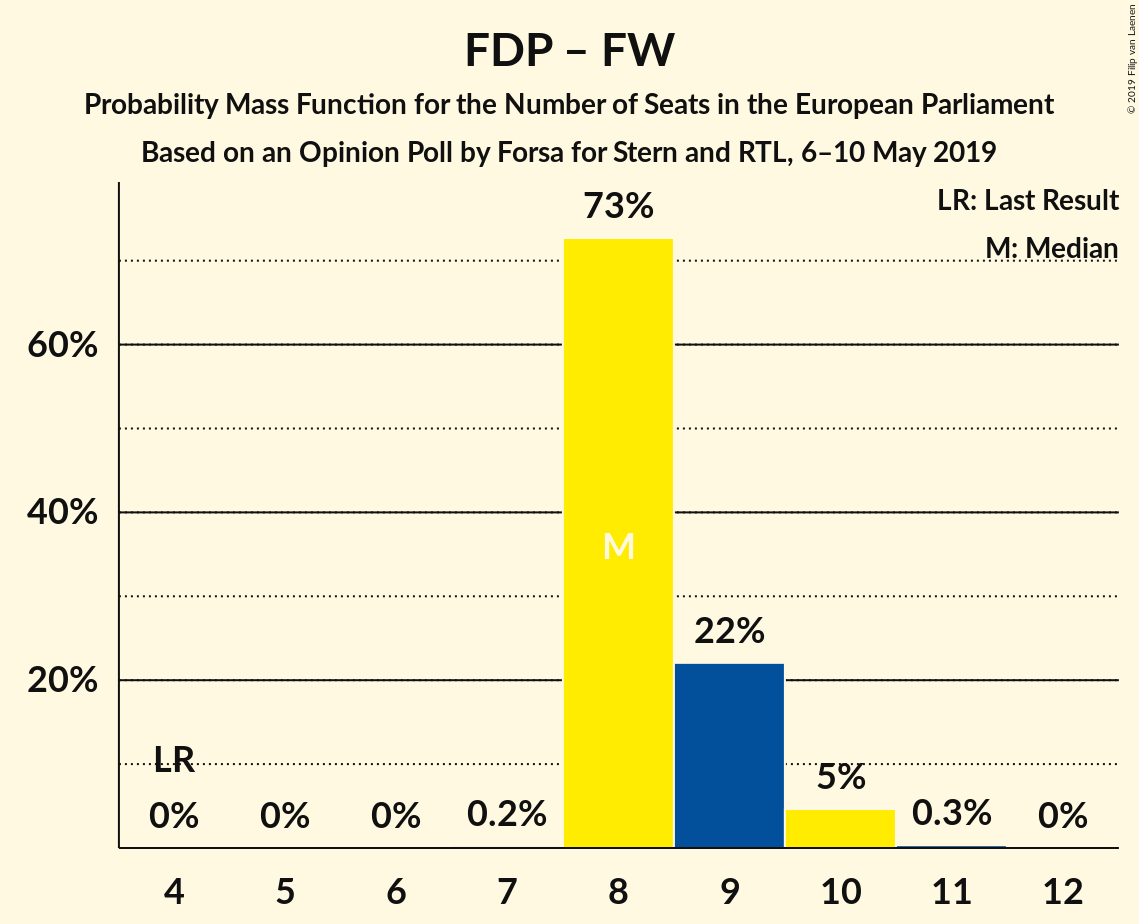 FDP – FW
Probability Mass Function for the Number of Seats in the European Parliament
Based on an Opinion Poll by Forsa for Stern and RTL, 6–10 May 2019
© 2019 Filip van Laenen
LR: Last Result
M: Median
73%
60%
40%
M
22%
20%
LR
5%
0%
0%
0%
0.2%
0.3%
0%
4 5 6 7 8 9 10 11 12